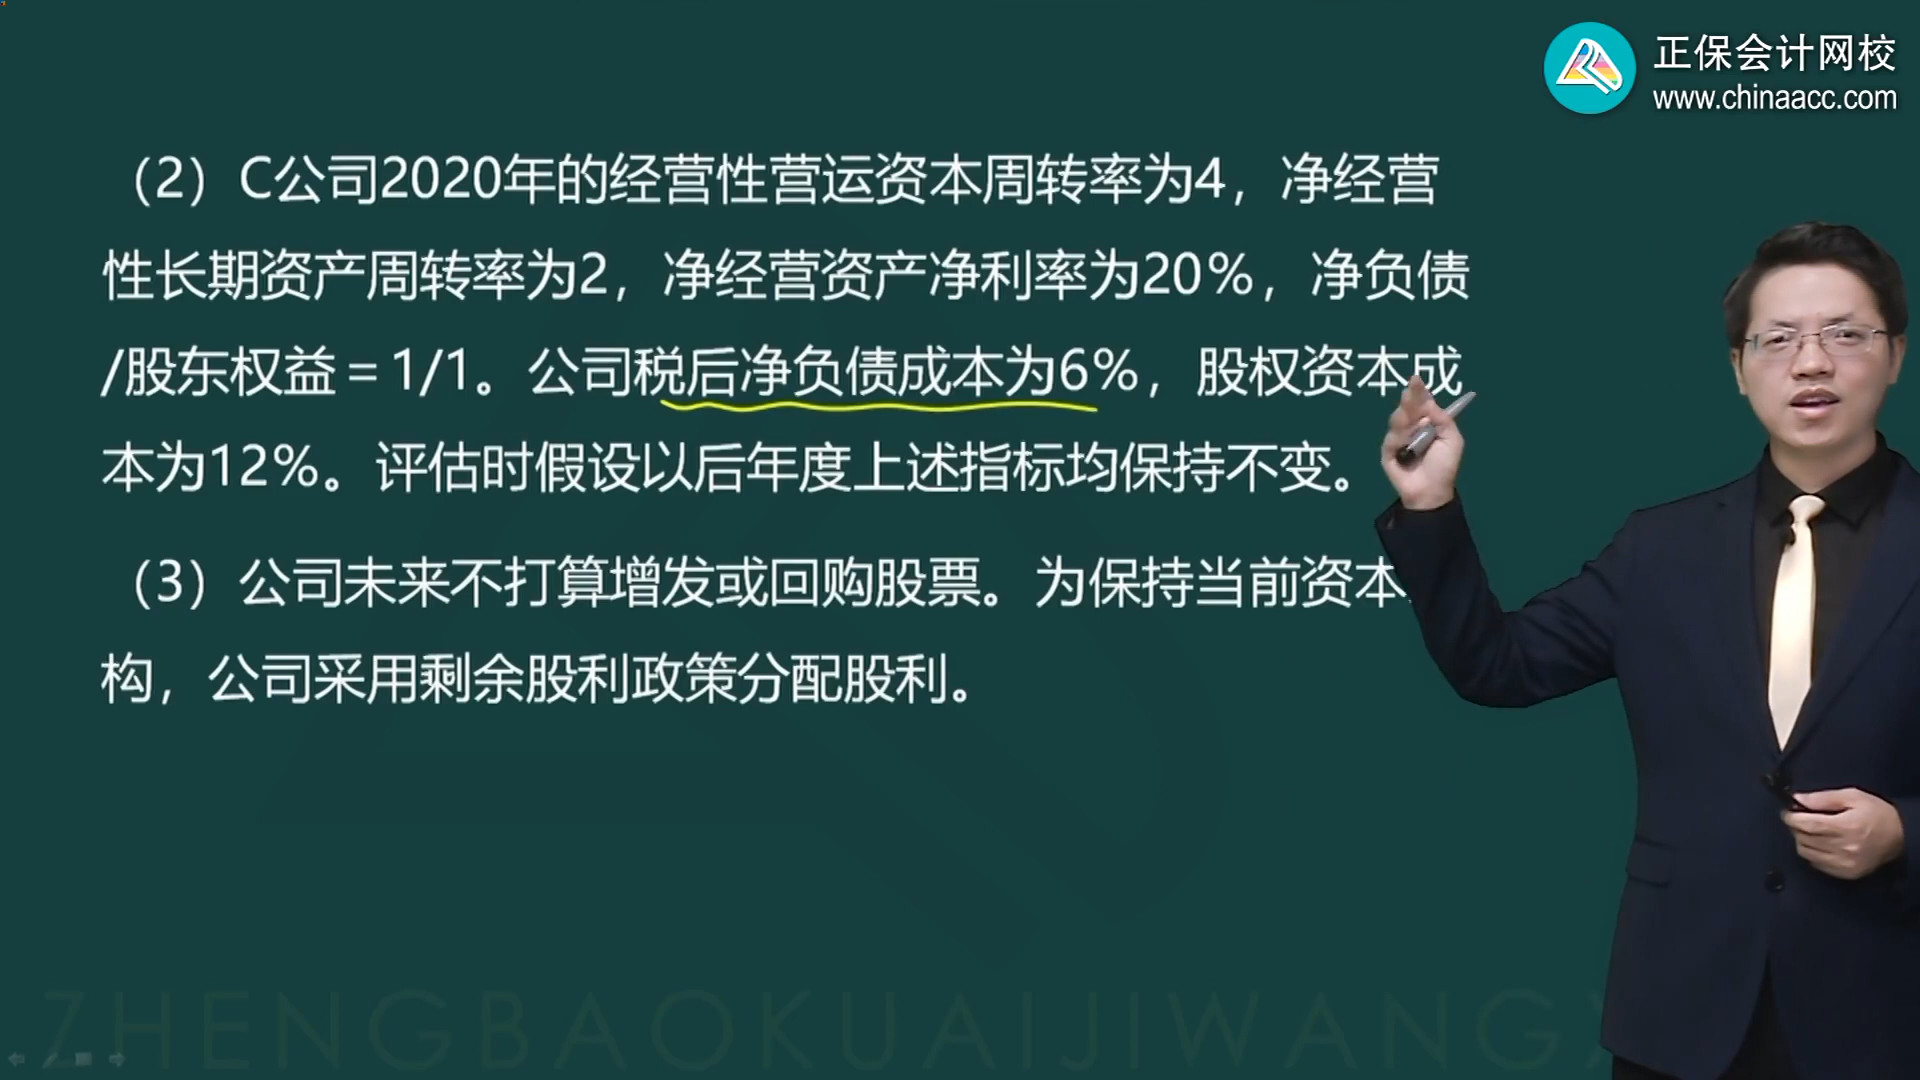 正保会计网校
www.chinaacc.com
（2）C公司2020年的经营性营运资本周转率为4，净经营
性长期资产周转率为2，净经营资产净利率为20%，净负债
/股东权益＝1/1。公司税后净负债成本为6%，股权资本成
本为12%。评估时假设以后年度上述指标均保持不变。
（3）公司未来不打算增发或回购股票。为保持当前资本
构，公司采用剩余股利政策分配股利。
ZHENGBAOKUAIJIWANGX